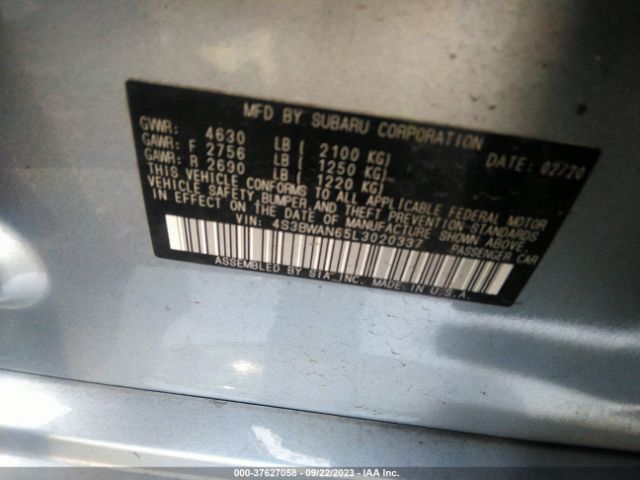 MFD BY SUBARU CORPORATION
DATE: 02/20
GVWR: 4630 LB ( 2100 KG)
GAWR: F 2756 LB ( 1250 KG)
GAWR: R 2690 LB ( 1220 KG)
THIS VEHICLE CONFORMS TO ALL APPLICABLE FEDERAL MOTOR
VEHICLE SAFETY, BUMPER AND THEFT PREVENTION STANDARDS
IN EFFECT ON THE DATE OF MANUFACTURE SHOWN ABOVE.
VIN: 4S3BWAN65L3020337 PASSENGER CAR
ASSEMBLED BY SIA INC. MADE IN U.S.A.
000-37627058 - 09/22/2023 - IAA Inc.